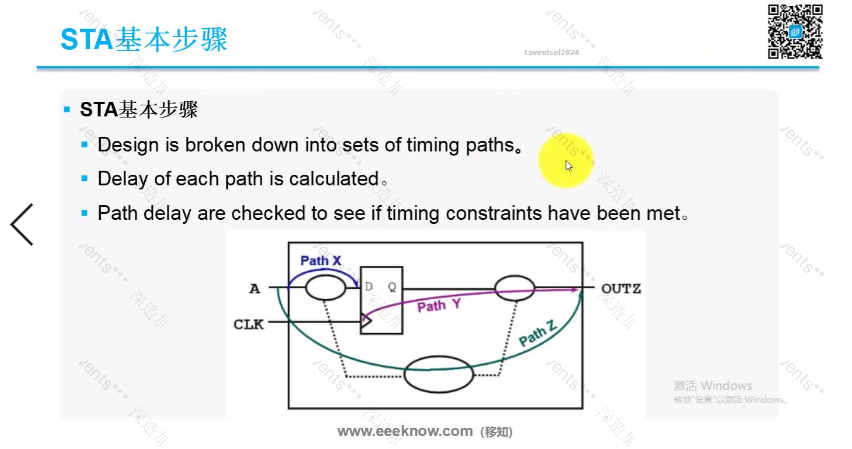 STA基本步骤
Leventsel2024
STA基本步骤
Design is broken down into sets of timing paths。
Delay of each path is calculated。
Path delay are checked to see if timing constraints have been met。
Path X
A
D Q
OUTZ
Path Y
CLK
Path Z
激活 Windows
转到"设置"以激活 Windows。
www.eeeknow.com (移知)